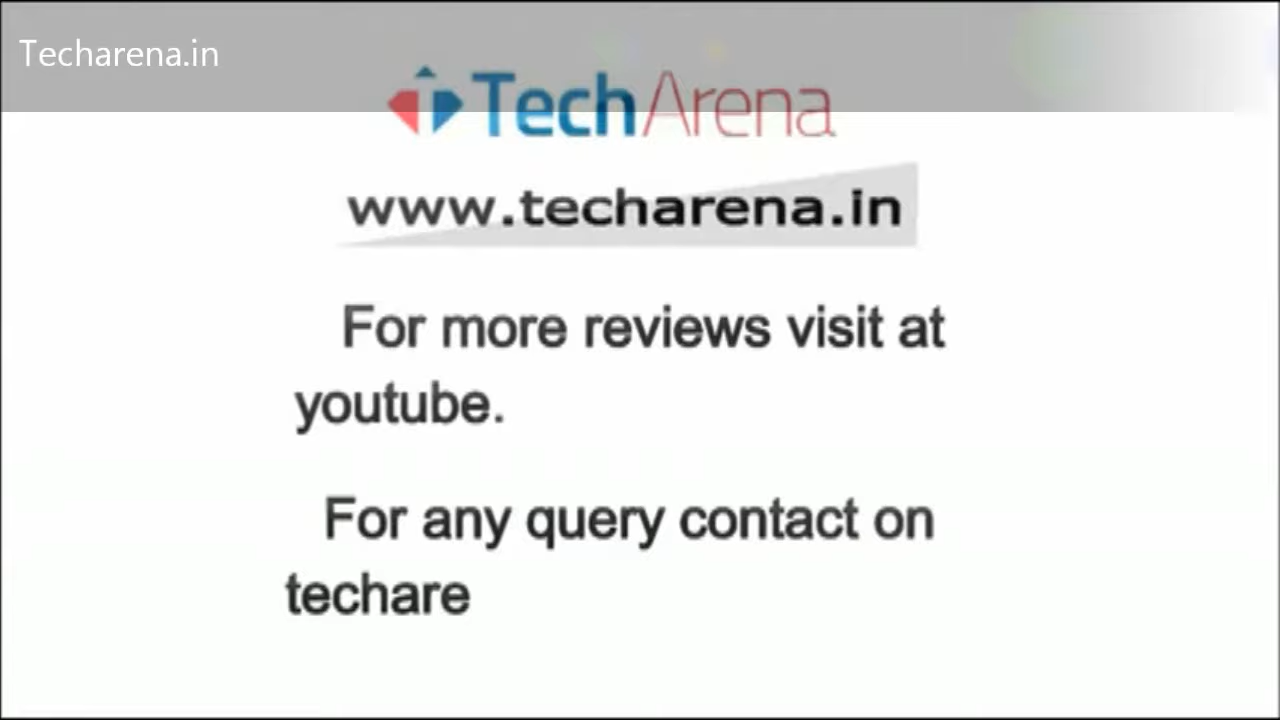 Techarena.in
TechArena
www.techarena.in
For more reviews visit at
youtube.
For any query contact on
techare